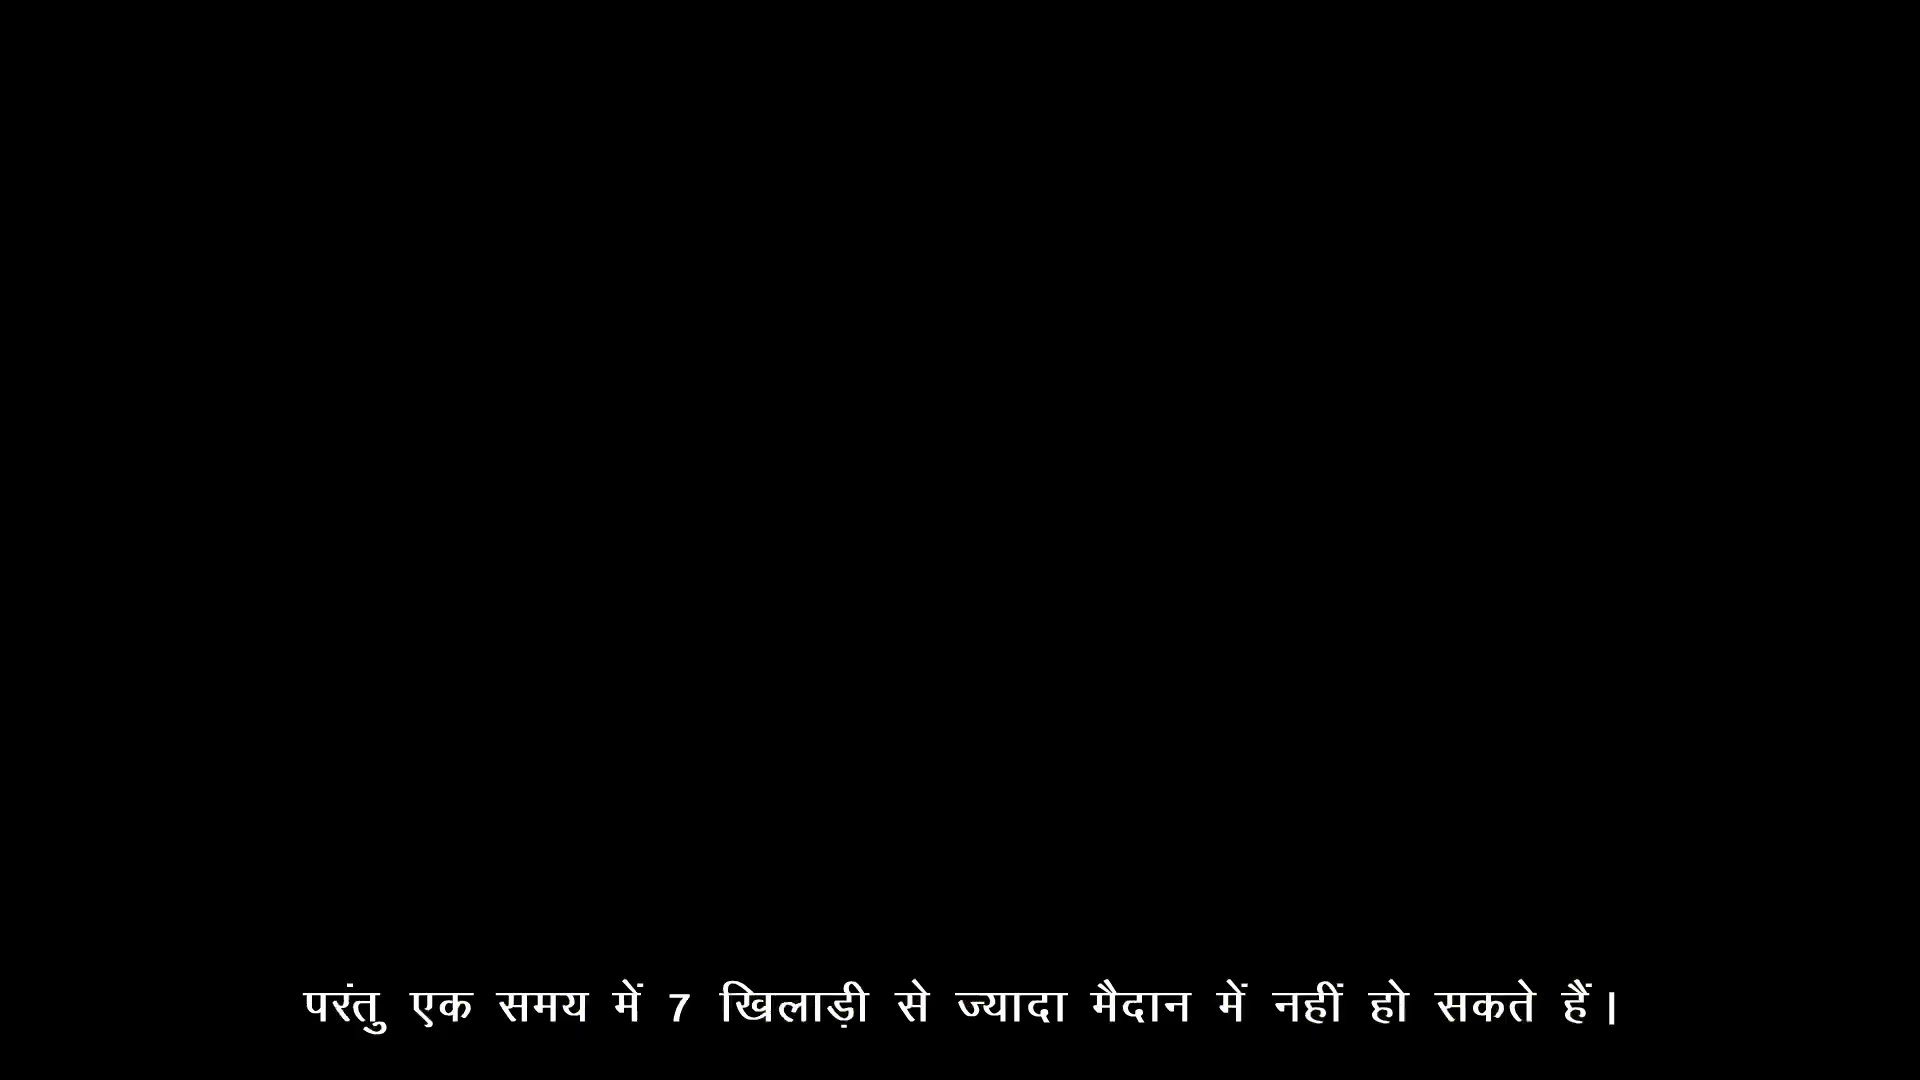 परंतु एक समय में 7 खिलाड़ी से ज्यादा मैदान में नहीं हो सकते हैं।